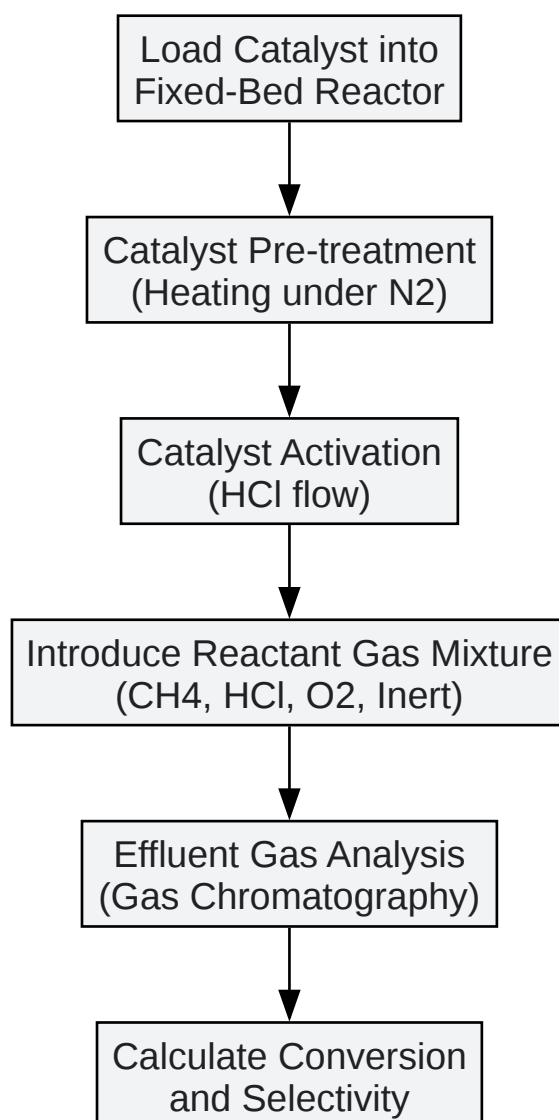 Load Catalyst into
Fixed-Bed Reactor
Catalyst Pre-treatment
(Heating under N2)
Catalyst Activation
(HCl flow)
Introduce Reactant Gas Mixture
(CH4, HCl, O2, Inert)
Effluent Gas Analysis
(Gas Chromatography)
Calculate Conversion
and Selectivity